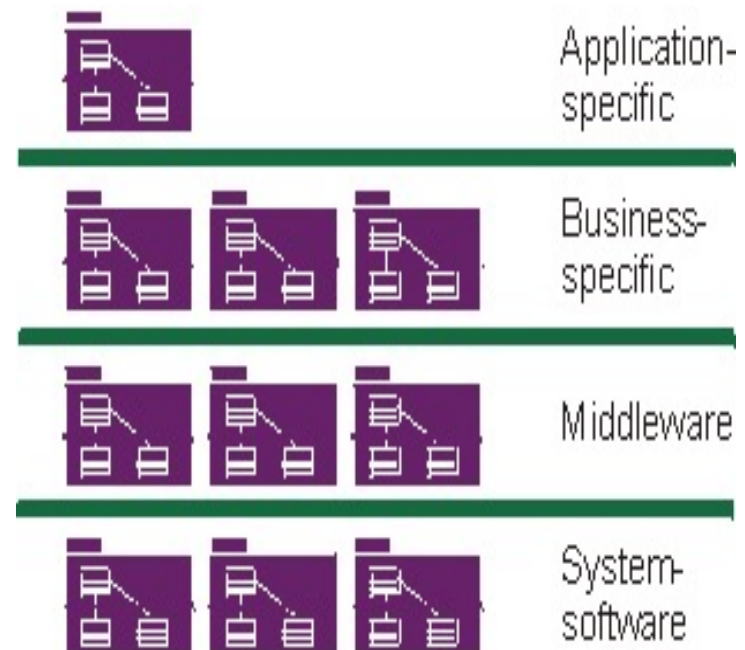 Application-
specific
Business-
specific
Middleware
System-
software